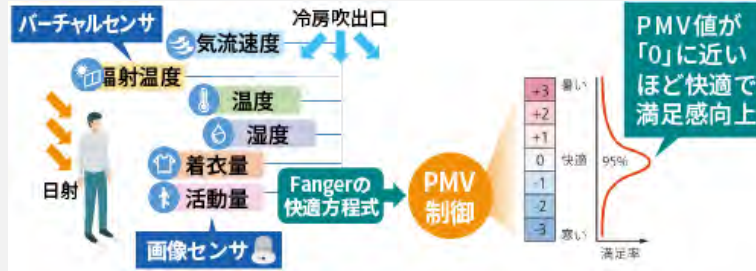 バーチャルセンサ
冷房吹出口
気流速度
輻射温度
温度
湿度
着衣量
活動量
日射
画像センサ
Fangerの
快適方程式
PMV
制御
+3
+2
+1
0
-1
-2
-3
暑い
快適
寒い
95%
満足率
PMV値が
「0」に近い
ほど快適で
満足感向上